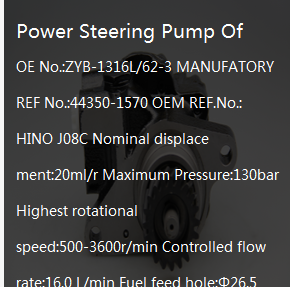 Power Steering Pump Of
OE No.:ZYB-1316L/62-3 MANUFATORY
REF No.:44350-1570 OEM REF.No.:
HINO J08C Nominal displace
ment:20ml/r Maximum Pressure:130bar
Highest rotational
speed:500-3600r/min Controlled flow
rate:16.0 L/min Fuel feed hole:Φ26.5